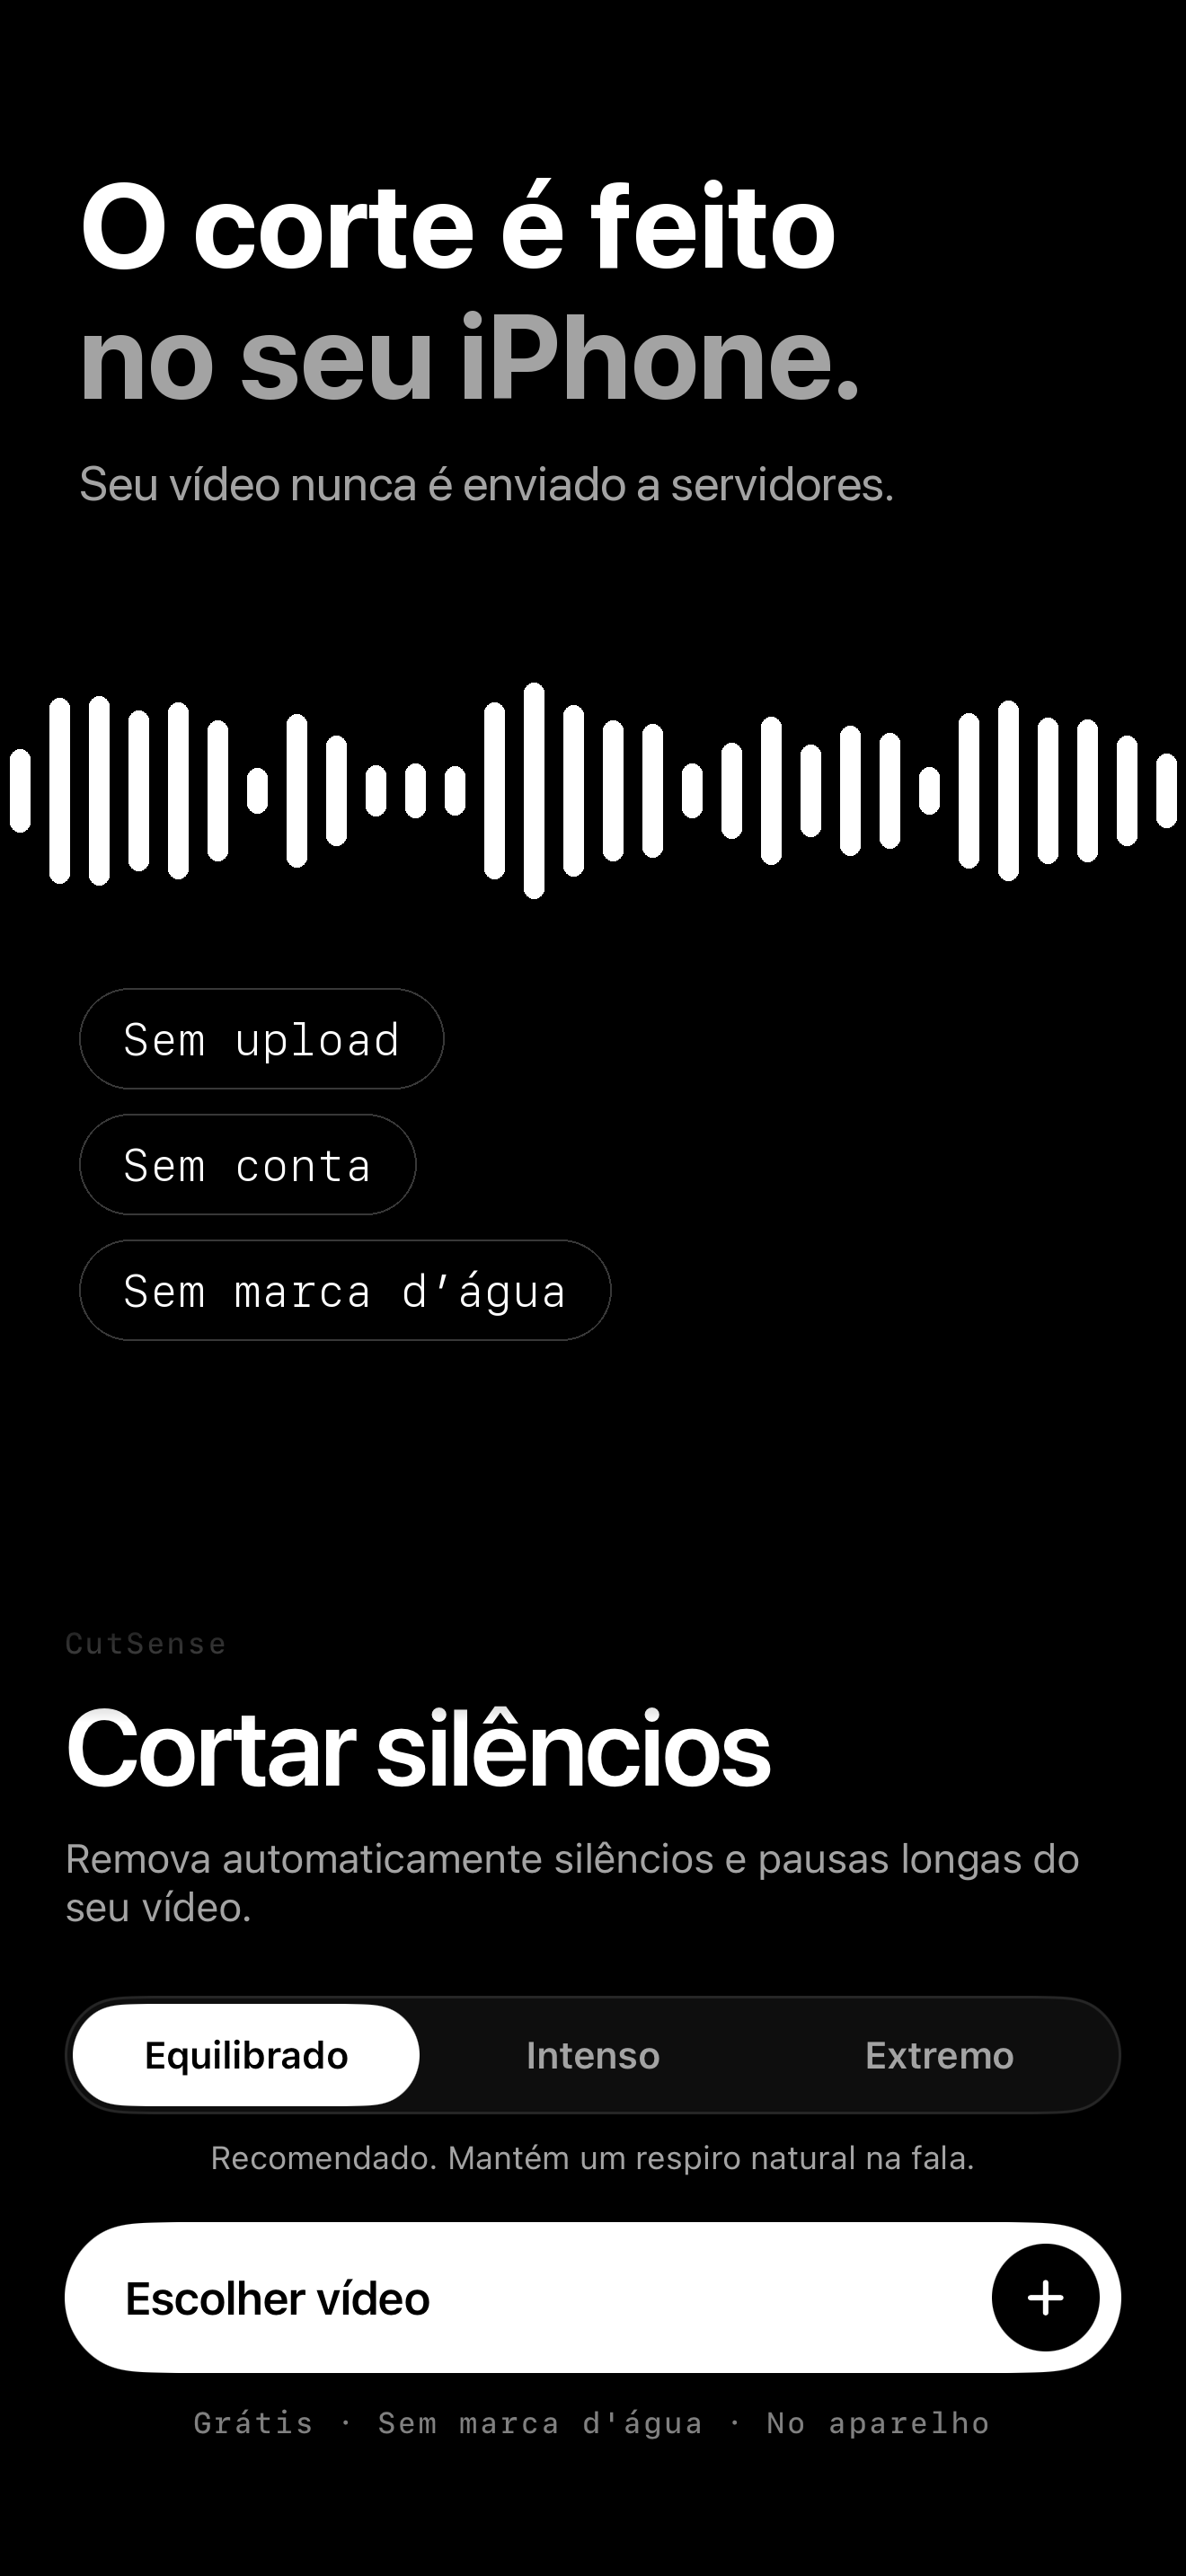 O corte é feito
no seu iPhone.
Seu vídeo nunca é enviado a servidores.
Sem upload
Sem conta
Sem marca d’água
CutSense
Cortar silêncios
Remova automaticamente silêncios e pausas longas do
seu vídeo.
Equilibrado Intenso Extremo
Recomendado. Mantém um respiro natural na fala.
Escolher vídeo
Grátis · Sem marca d'água · No aparelho